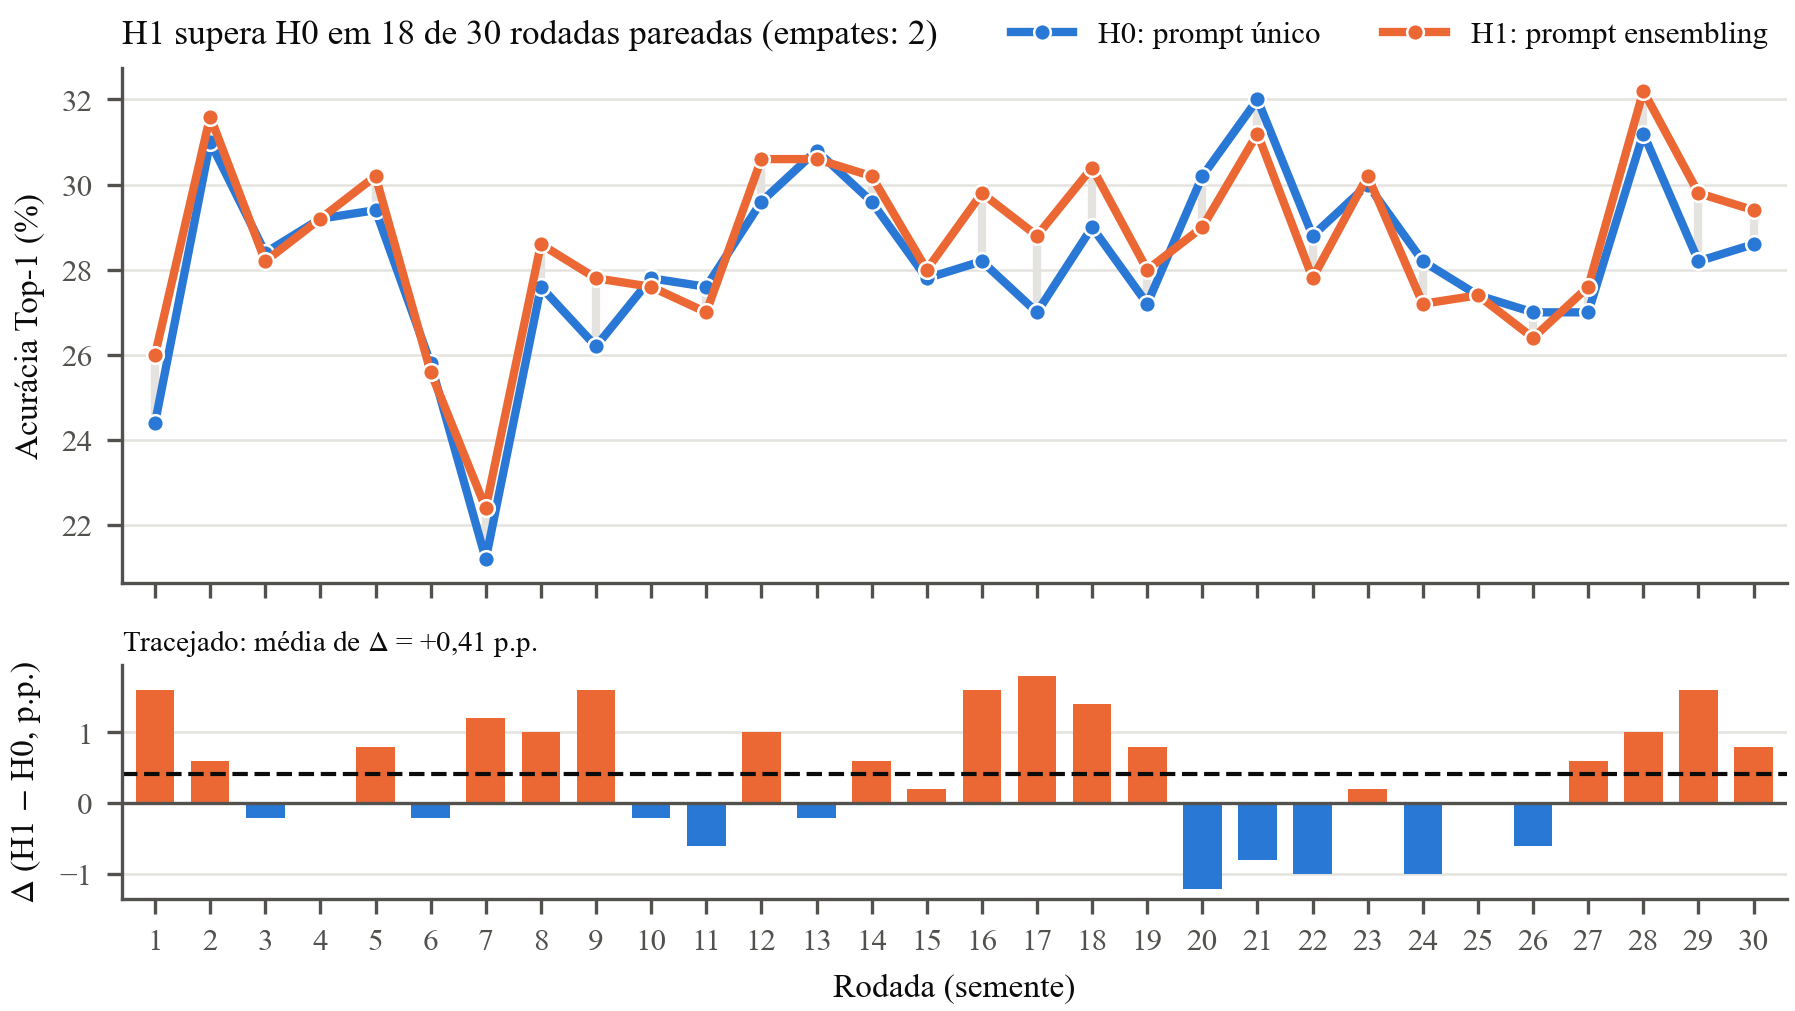 H1 supera H0 em 18 de 30 rodadas pareadas (empates: 2)
H0: prompt único
H1: prompt ensembling
Acurácia Top-1 (%)
32
30
28
26
24
22
Tracejado: média de Δ = +0,41 p.p.
Δ (H1 − H0, p.p.)
1
0
−1
1 2 3 4 5 6 7 8 9 10 11 12 13 14 15 16 17 18 19 20 21 22 23 24 25 26 27 28 29 30
Rodada (semente)